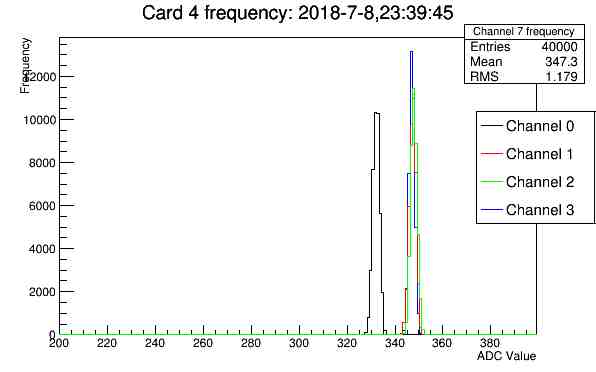 Card 4 frequency: 2018-7-8,23:39:45
Channel 7 frequency
Entries 40000
Mean 347.3
RMS 1.179
Frequency
12000
10000
8000
6000
4000
2000
0
Channel 0
Channel 1
Channel 2
Channel 3
200 220 240 260 280 300 320 340 360 380
ADC Value